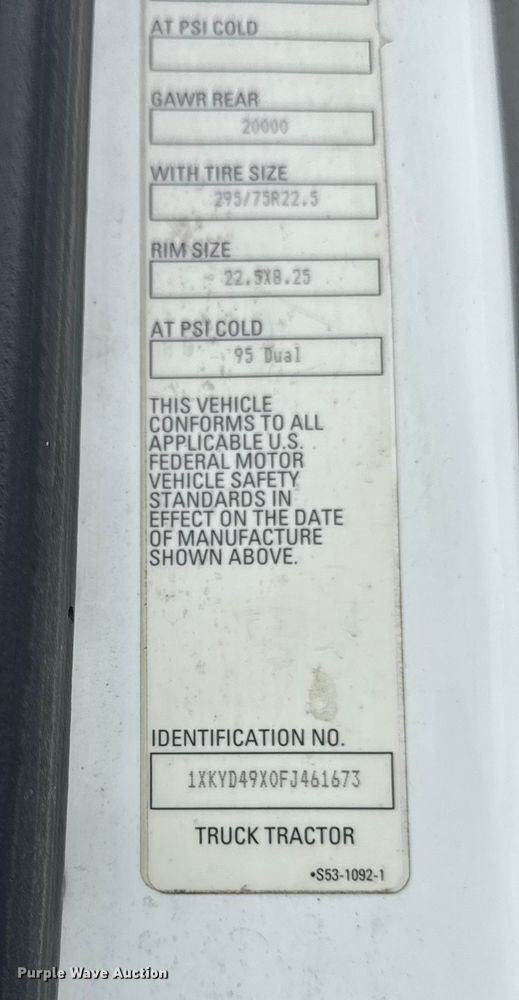 AT PSI COLD
GAWR REAR
20000
WITH TIRE SIZE
295/75R22.5
RIM SIZE
22.5X8.25
AT PSI COLD
95 Dual
THIS VEHICLE
CONFORMS TO ALL
APPLICABLE U.S.
FEDERAL MOTOR
VEHICLE SAFETY
STANDARDS IN
EFFECT ON THE DATE
OF MANUFACTURE
SHOWN ABOVE.
IDENTIFICATION NO.
1XKYD49X0FJ461673
TRUCK TRACTOR
•S53-1092-1
Purple Wave Auction